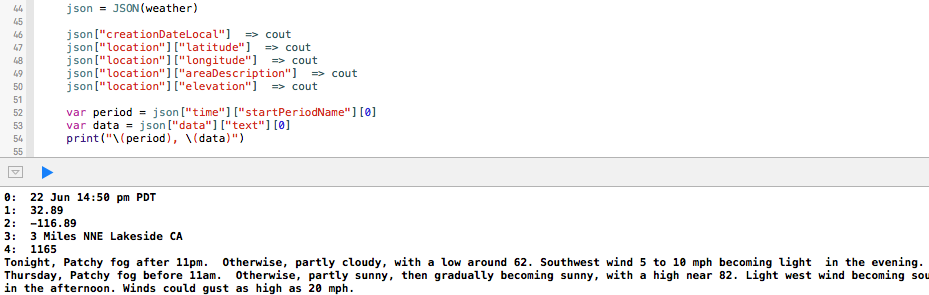 44 json = JSON(weather)
45
46 json["creationDateLocal"]  => cout
47 json["location"]["latitude"]  => cout
48 json["location"]["longitude"]  => cout
49 json["location"]["areaDescription"]  => cout
50 json["location"]["elevation"]  => cout
51
52 var period = json["time"]["startPeriodName"][0]
53 var data = json["data"]["text"][0]
54 print("\(period), \(data)")
55
0:  22 Jun 14:50 pm PDT
1:  32.89
2:  −116.89
3:  3 Miles NNE Lakeside CA
4:  1165
Tonight, Patchy fog after 11pm.  Otherwise, partly cloudy, with a low around 62. Southwest wind 5 to 10 mph becoming light  in the evening.
Thursday, Patchy fog before 11am.  Otherwise, partly sunny, then gradually becoming sunny, with a high near 82. Light west wind becoming sou
in the afternoon. Winds could gust as high as 20 mph.